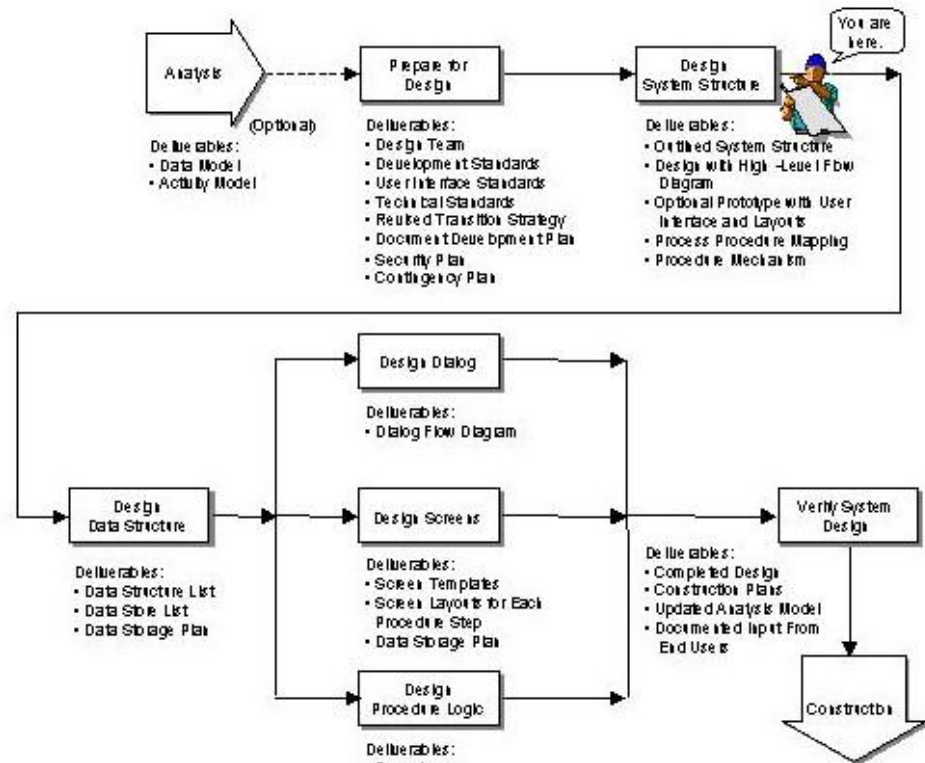 You are
here.
Analysis
Prepare for
Design
Design
System Structure
(Optional)
Deliverables:
• Data Model
• Activity Model
Deliverables:
• Design Team
• Development Standards
• User Interface Standards
• Technical Standards
• Revised Transition Strategy
• Document Development Plan
• Security Plan
• Contingency Plan
Deliverables:
• Outlined System Structure
• Design with High-Level Flow
Diagram
• Optional Prototype with User
Interface and Layouts
• Process Procedure Mapping
• Procedure Mechanism
Design Dialog
Deliverables:
• Dialog Flow Diagram
Design
Data Structure
Deliverables:
• Data Structure List
• Data Store List
• Data Storage Plan
Design Screens
Deliverables:
• Screen Templates
• Screen Layouts for Each
Procedure Step
• Data Storage Plan
Verify System
Design
Deliverables:
• Completed Design
• Construction Plans
• Updated Analysis Model
• Documented Input From
End Users
Design
Procedure Logic
Deliverables:
Construction